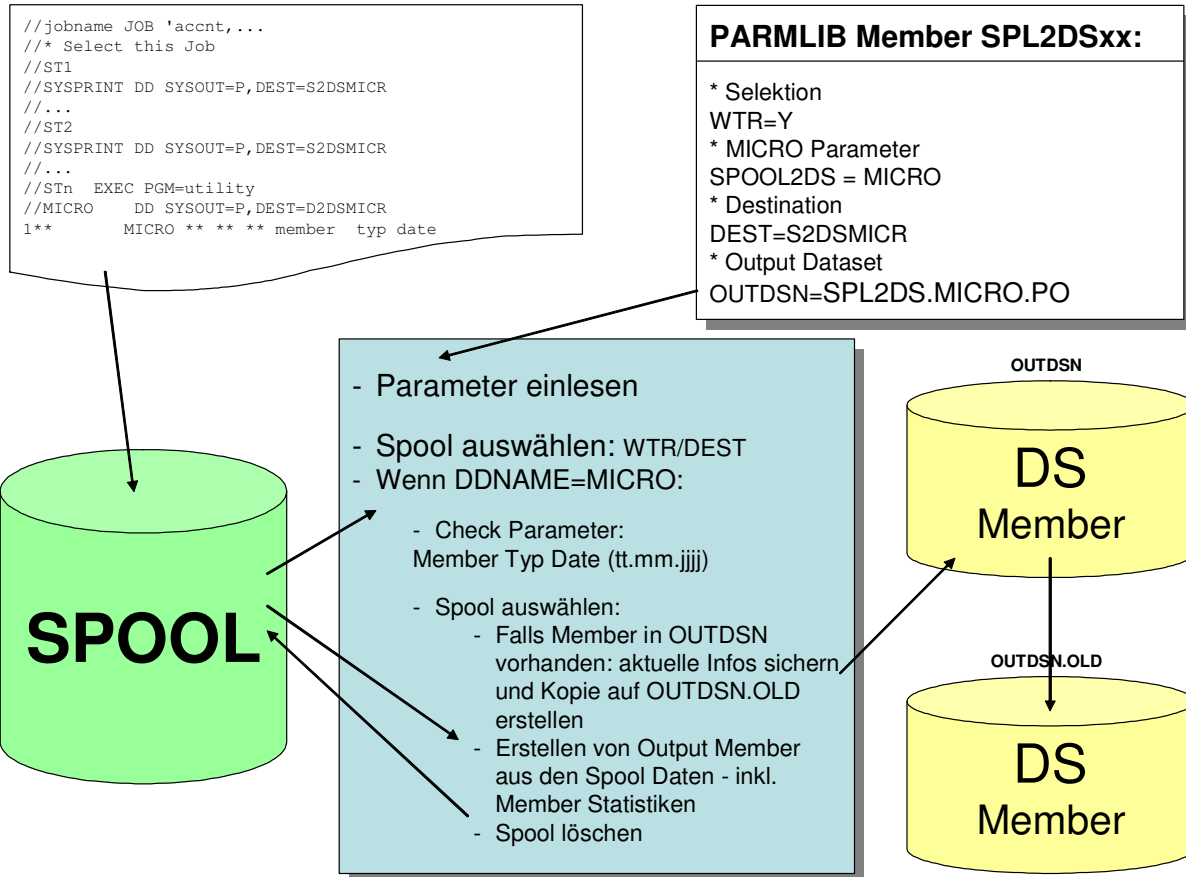 //jobname JOB 'accnt,...
//* Select this Job
//ST1
//SYSPRINT DD SYSOUT=P,DEST=S2DSMICR
//...
//ST2
//SYSPRINT DD SYSOUT=P,DEST=S2DSMICR
//...
//STn EXEC PGM=utility
//MICRO DD SYSOUT=P,DEST=D2DSMICR
1** MICRO ** ** ** member typ date
PARMLIB Member SPL2DSxx:
* Selektion
WTR=Y
* MICRO Parameter
SPOOL2DS = MICRO
* Destination
DEST=S2DSMICR
* Output Dataset
OUTDSN=SPL2DS.MICRO.PO
SPOOL
- Parameter einlesen
- Spool auswählen: WTR/DEST
- Wenn DDNAME=MICRO:
- Check Parameter:
Member Typ Date (tt.mm.jjjj)
- Spool auswählen:
- Falls Member in OUTDSN
vorhanden: aktuelle Infos sichern
und Kopie auf OUTDSN.OLD
erstellen
- Erstellen von Output Member
aus den Spool Daten - inkl.
Member Statistiken
- Spool löschen
OUTDSN
DS
Member
OUTDSN.OLD
DS
Member